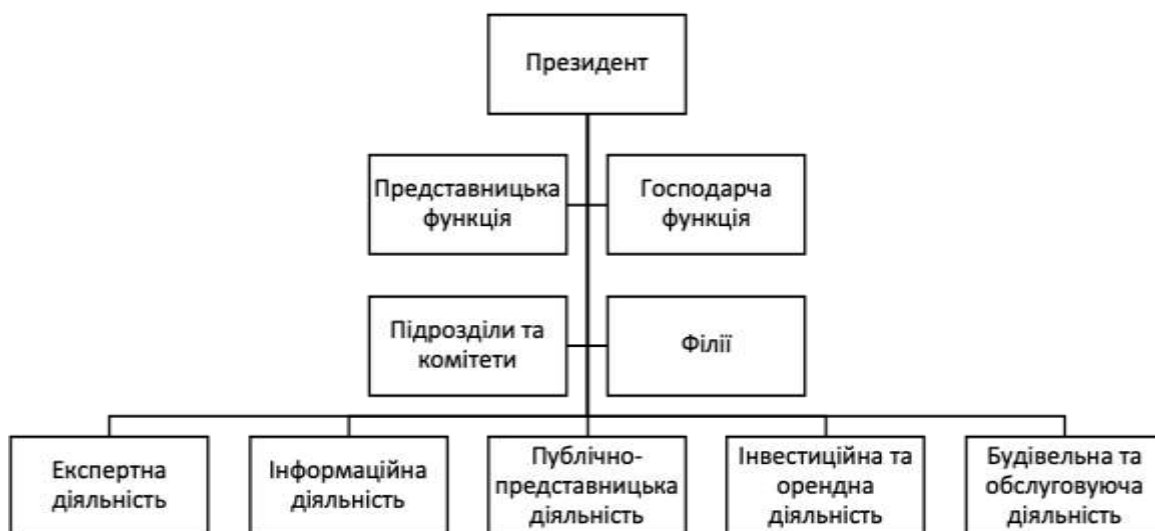 Президент
Представницька
функція
Господарча
функція
Підрозділи та
комітети
Філії
Експертна
діяльність
Інформаційна
діяльність
Публічно-
представницька
діяльність
Інвестиційна та
орендна
діяльність
Будівельна та
обслуговуюча
діяльність